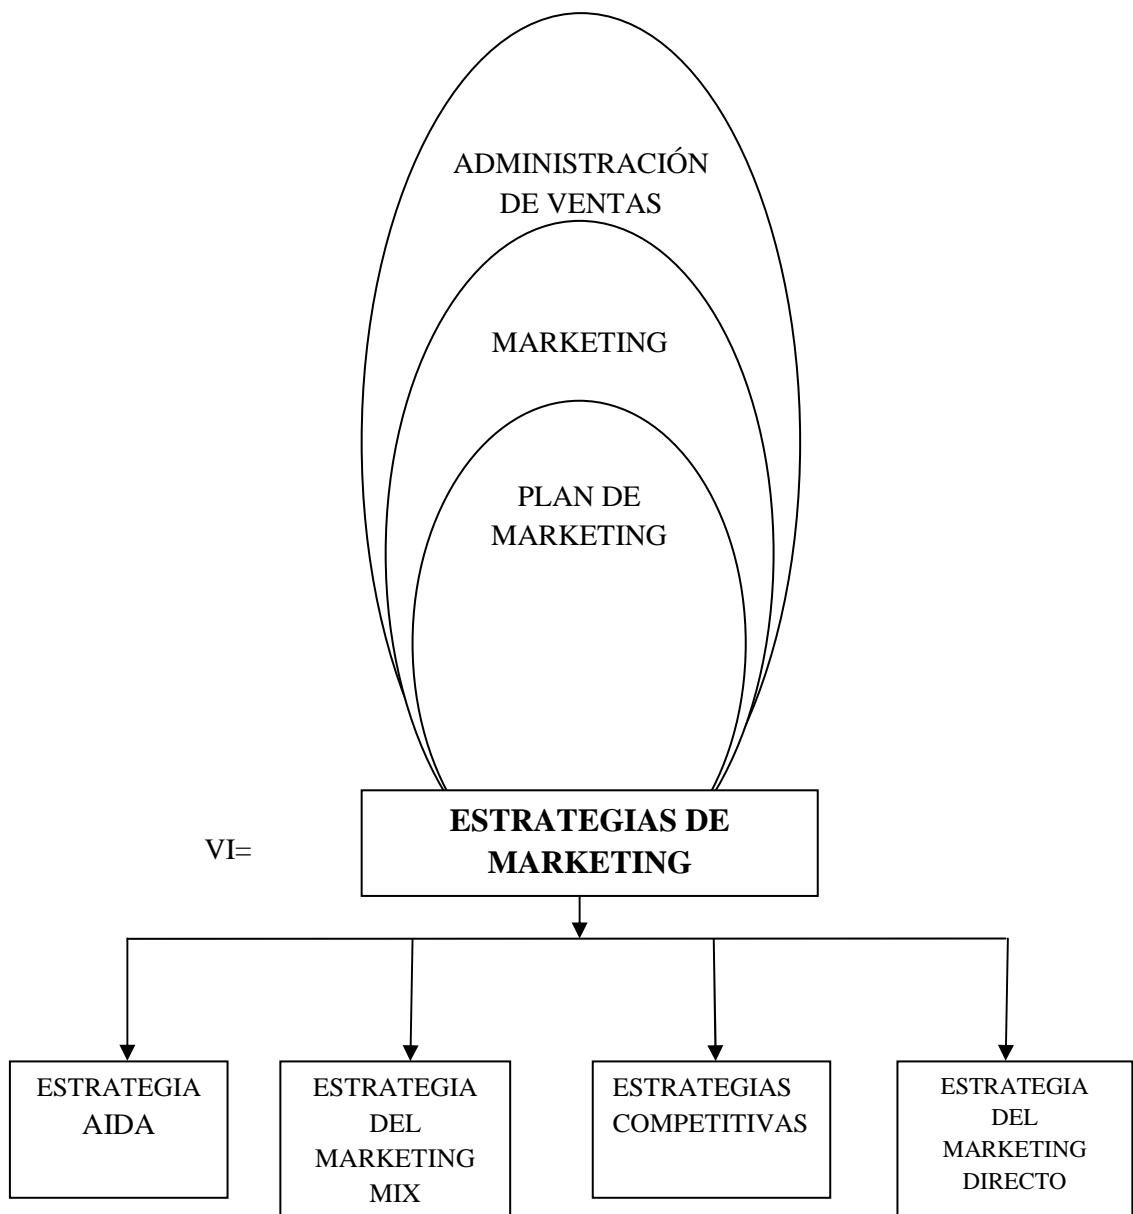 ADMINISTRACIÓN
DE VENTAS
MARKETING
PLAN DE
MARKETING
VI=
ESTRATEGIAS DE
MARKETING
ESTRATEGIA
AIDA
ESTRATEGIA
DEL
MARKETING
MIX
ESTRATEGIAS
COMPETITIVAS
ESTRATEGIA
DEL
MARKETING
DIRECTO